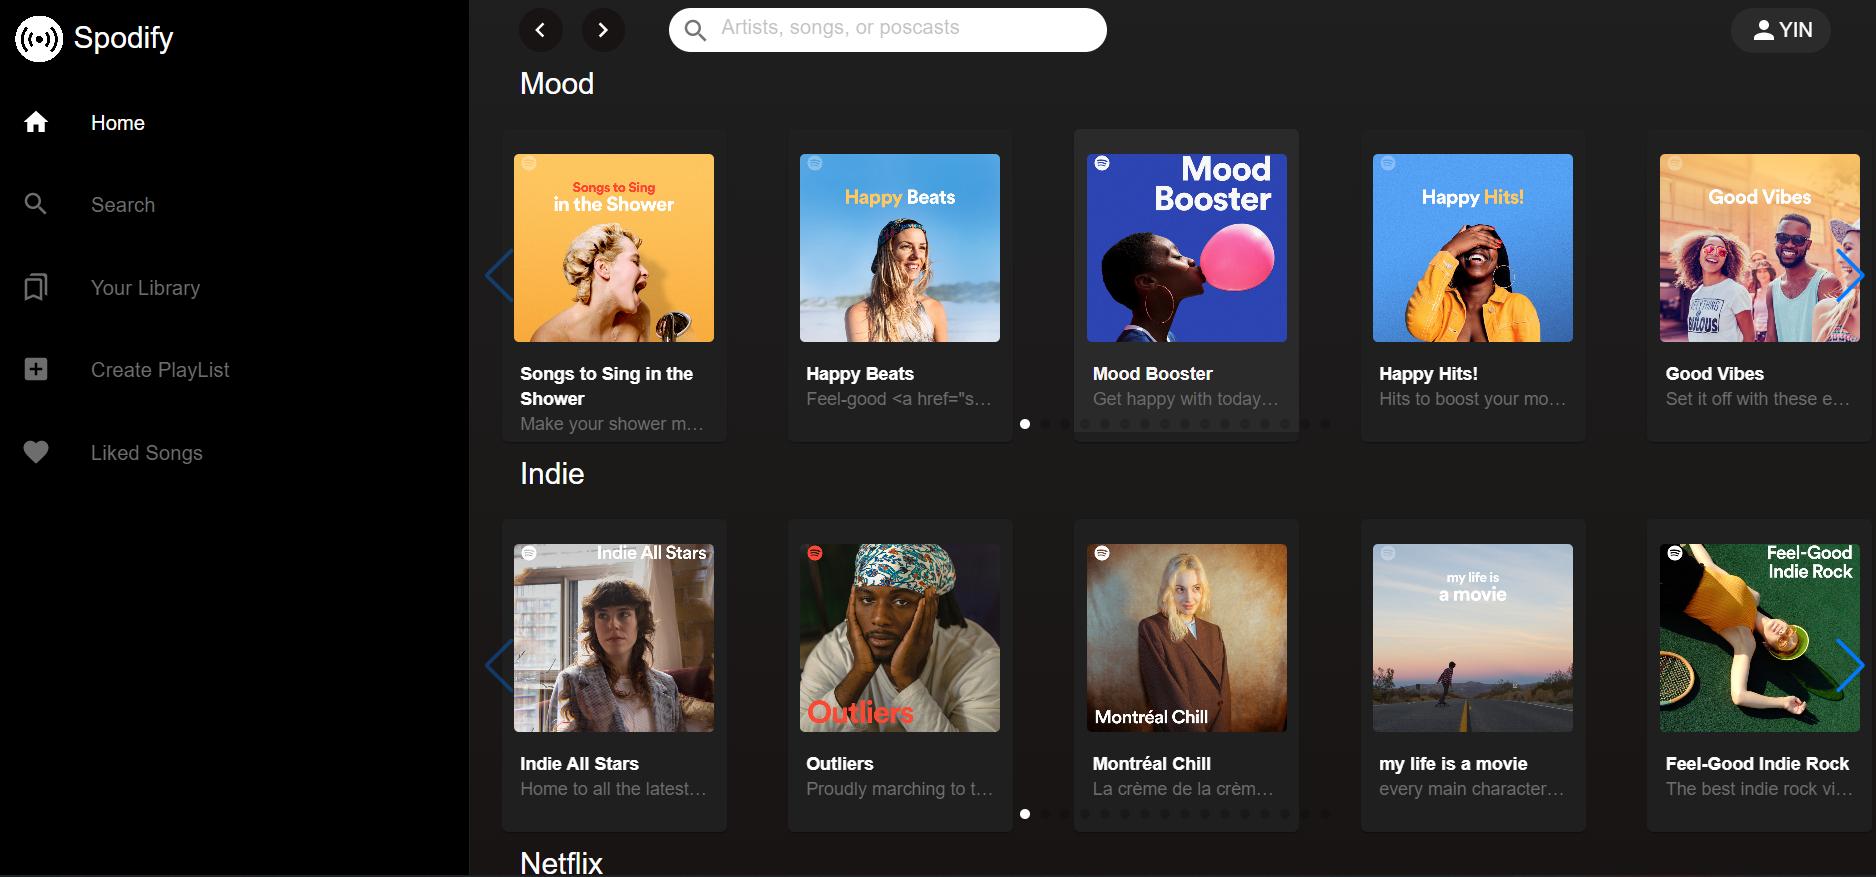 Spodify
Home
Search
Your Library
Create PlayList
Liked Songs
Artists, songs, or poscasts
YIN
Mood
Songs to Sing
in the Shower
Happy Beats
Mood
Booster
Happy Hits!
Good Vibes
Songs to Sing in the
Shower
Make your shower m…
Happy Beats
Feel-good <a href="s…
Mood Booster
Get happy with today…
Happy Hits!
Hits to boost your mo…
Good Vibes
Set it off with these e…
Indie
Indie All Stars
Outliers
Montréal Chill
my life is
a movie
Feel-Good
Indie Rock
Indie All Stars
Home to all the latest…
Outliers
Proudly marching to t…
Montréal Chill
La crème de la crèm…
my life is a movie
every main character…
Feel-Good Indie Rock
The best indie rock vi…
Netflix